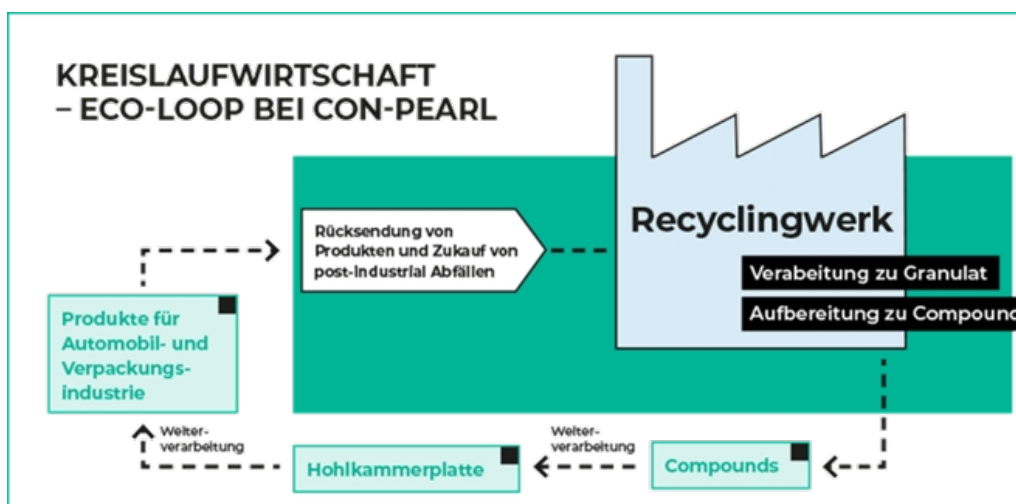 KREISLAUFWIRTSCHAFT
– ECO-LOOP BEI CON-PEARL
Recyclingwerk
Rücksendung von
Produkten und Zukauf von
post-industrial Abfällen
Verabeitung zu Granulat
Aufbereitung zu Compound
Produkte für
Automobil- und
Verpackungs-
industrie
Weiter-
verarbeitung
Hohlkammerplatte
Weiter-
verarbeitung
Compounds